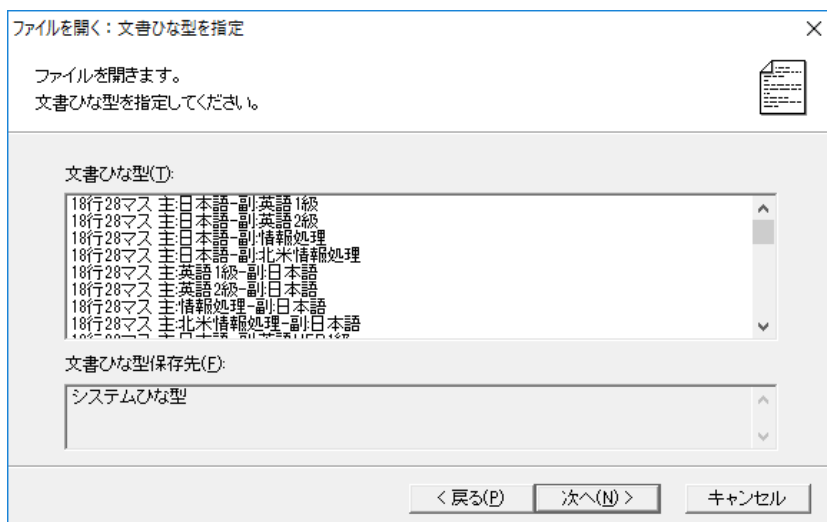 ファイルを開く：文書ひな型を指定
ファイルを開きます。
文書ひな型を指定してください。
文書ひな型(T):
18行28マス 主:日本語-副:英語1級
18行28マス 主:日本語-副:英語2級
18行28マス 主:日本語-副:情報処理
18行28マス 主:日本語-副:北米情報処理
18行28マス 主:英語1級-副:日本語
18行28マス 主:英語2級-副:日本語
18行28マス 主:情報処理-副:日本語
18行28マス 主:北米情報処理-副:日本語
文書ひな型保存先(F):
システムひな型
< 戻る(P)
次へ(N) >
キャンセル